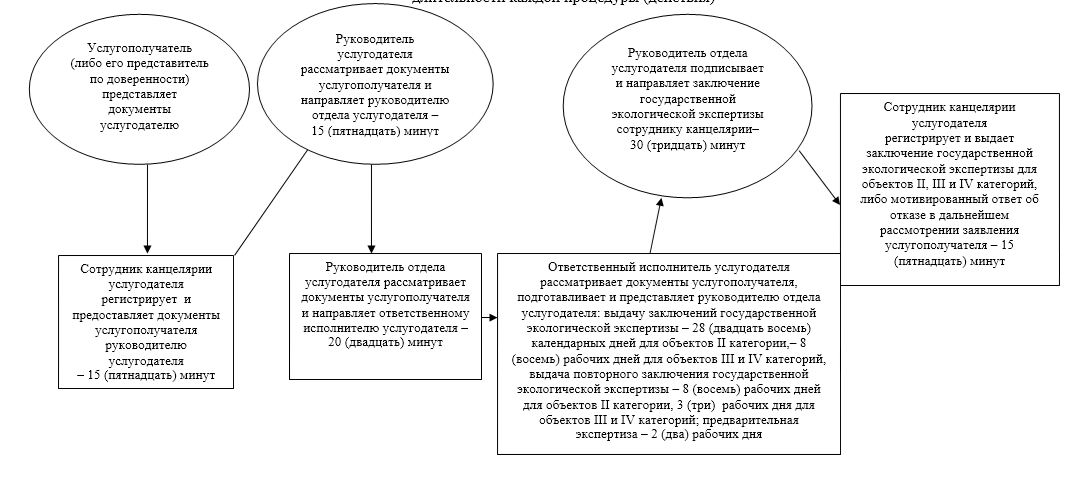 длительности каждой процедуры (действия)
Услугополучатель
(либо его представитель
по доверенности)
представляет
документы
услугодателю
Руководитель
услугодателя
рассматривает документы
услугополучателя и
направляет руководителю
отдела услугодателя –
15 (пятнадцать) минут
Руководитель отдела
услугодателя подписывает
и направляет заключение
государственной
экологической экспертизы
сотруднику канцелярии–
30 (тридцать) минут
Сотрудник канцелярии
услугодателя
регистрирует и выдает
заключение государственной
экологической экспертизы для
объектов II, III и IV категорий,
либо мотивированный ответ об
отказе в дальнейшем
рассмотрении заявления
услугополучателя – 15
(пятнадцать) минут
Сотрудник канцелярии
услугодателя
регистрирует и
предоставляет документы
услугополучателя
руководителю
услугодателя
– 15 (пятнадцать) минут
Руководитель отдела
услугодателя рассматривает
документы услугополучателя
и направляет ответственному
исполнителю услугодателя –
20 (двадцать) минут
Ответственный исполнитель услугодателя
рассматривает документы услугополучателя,
подготавливает и представляет руководителю отдела
услугодателя: выдачу заключений государственной
экологической экспертизы – 28 (двадцать восемь)
календарных дней для объектов II категории,– 8
(восемь) рабочих дней для объектов III и IV категорий,
выдача повторного заключения государственной
экологической экспертизы – 8 (восемь) рабочих дней
для объектов II категории, 3 (три) рабочих дня для
объектов III и IV категорий; предварительная
экспертиза – 2 (два) рабочих дня